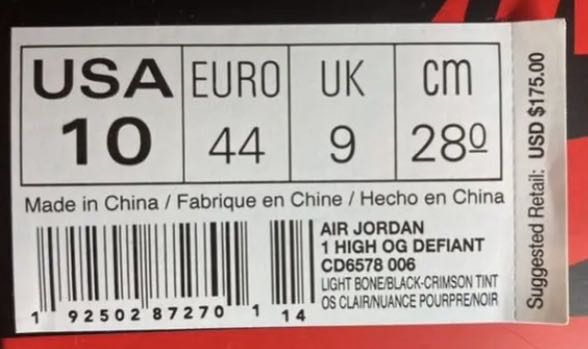 USA EURO UK cm
10 44 9 28⁰
Made in China / Fabrique en Chine / Hecho en China
AIR JORDAN
1 HIGH OG DEFIANT
CD6578 006
LIGHT BONE/BLACK-CRIMSON TINT
OS CLAIR/NUANCE POURPRE/NOIR
1 92502 87270 1 14
Suggested Retail: USD $175.00